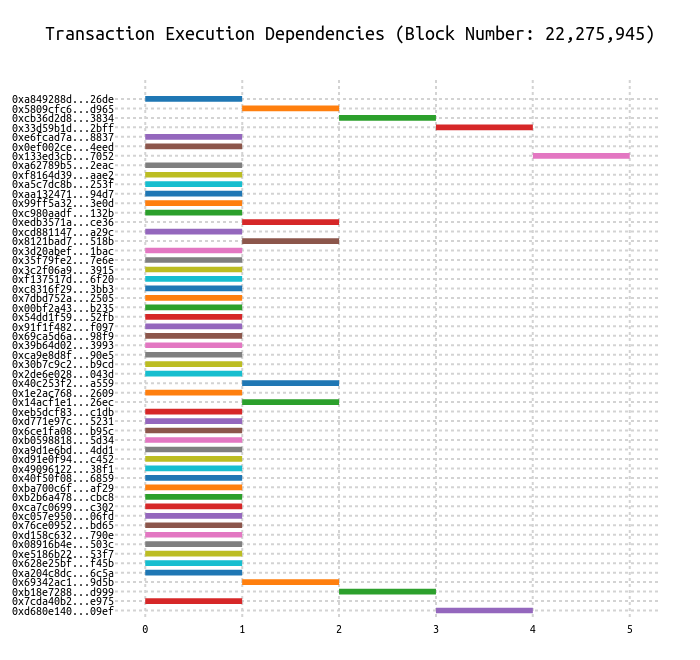 Transaction Execution Dependencies (Block Number: 22,275,945)
0xa849288d...26de
0x5809cfc6...d965
0xcb36d2d8...3834
0x33d59b1d...2bff
0xe6fcad7a...8837
0x0ef002ce...4eed
0x133ed3cb...7052
0xa62789b5...2eac
0xf8164d39...aae2
0xa5c7dc8b...253f
0xaa132471...94d7
0x99ff5a32...3e0d
0xc980aadf...132b
0xedb3571a...ce36
0xcd881147...a29c
0x8121bad7...518b
0x3d20abef...1bac
0x35f79fe2...7e6e
0x3c2f06a9...3915
0xf137517d...6f20
0xc8316f29...3bb3
0x7dbd752a...2505
0x00bf2a43...b235
0x54dd1f59...52fb
0x91f1f482...f097
0x69ca5d6a...98f9
0x39b64d02...3993
0xca9e8d8f...90e5
0x30b7c9c2...b9cd
0x2de6e028...043d
0x40c253f2...a559
0x1e2ac768...2609
0x14acf1e1...26ec
0xeb5dcf83...c1db
0xd771e97c...5231
0x6ce1fa08...b95c
0xb0598818...5d34
0xa9d1e6bd...4dd1
0xd91e0f94...c452
0x49096122...38f1
0x40f50f08...6859
0xba700c6f...af29
0xb2b6a478...cbc8
0xca7c0699...c302
0xc057e950...06fd
0x76ce0952...bd65
0xd158c632...790e
0x08916b4e...503c
0xe5186b22...53f7
0x628e25bf...f45b
0xa204c8dc...6c5a
0x69342ac1...9d5b
0xb18e7288...d999
0x7cda40b2...e975
0xd680e140...09ef
0 1 2 3 4 5